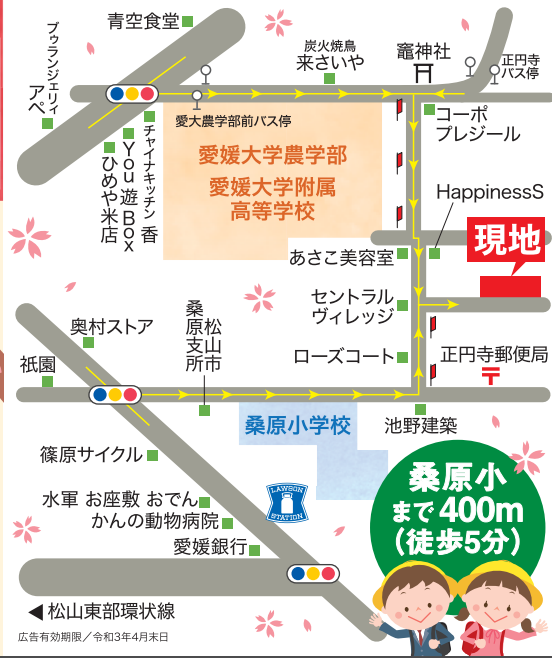 青空食堂
ブゥランジェリィ
アペ
炭火焼鳥
来さいや
竈神社
正円寺
バス停
愛大農学部前バス停
コーポ
プレジール
チャイナキッチン 香
You 遊 Box
ひめや米店
愛媛大学農学部
愛媛大学附属
高等学校
HappinessS
現地
あさこ美容室
セントラル
ヴィレッジ
松山市
桑原支所
奥村ストア
祇園
ローズコート
正円寺郵便局
〒
桑原小学校
池野建築
篠原サイクル
水軍 お座敷 おでん
かんの動物病院
愛媛銀行
LAWSON
STATION
桑原小
まで400m
(徒歩5分)
◀松山東部環状線
広告有効期限／令和3年4月末日